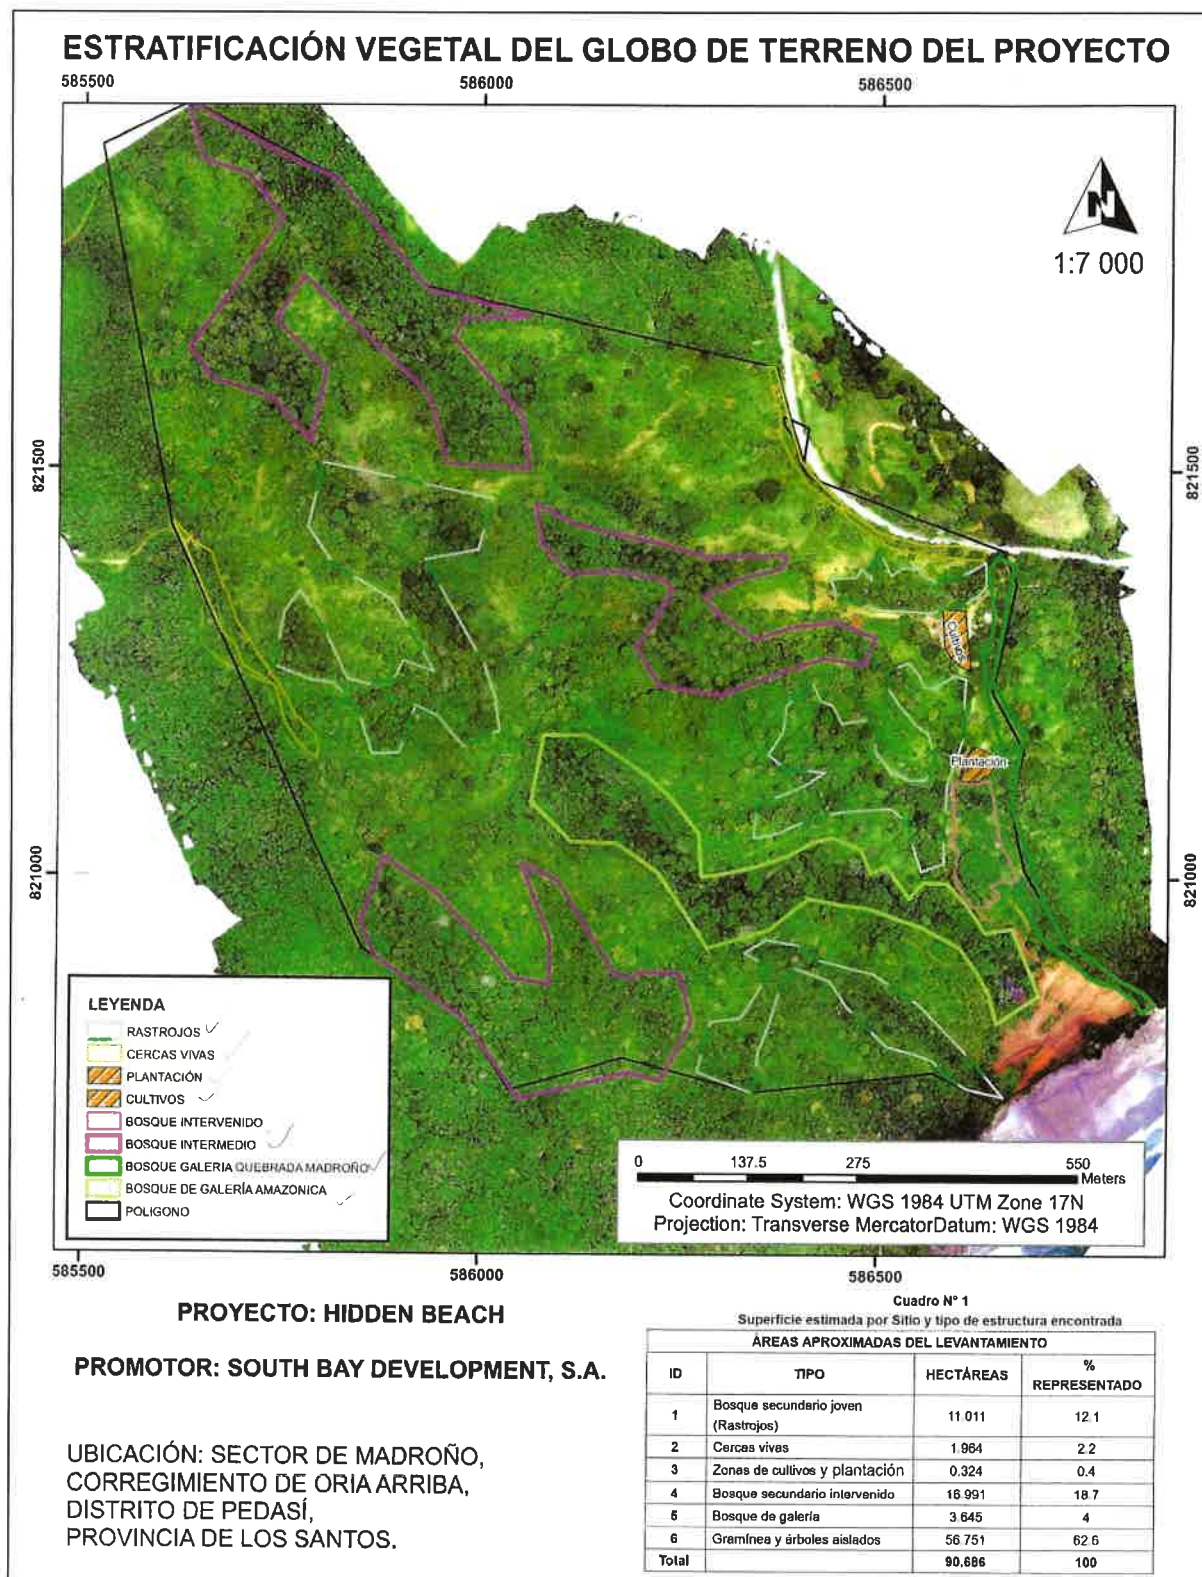 ESTRATIFICACIÓN VEGETAL DEL GLOBO DE TERRENO DEL PROYECTO
585500 586000 586500
N
1:7 000
821500 821500
Cultivos
Plantación
821000 821000
LEYENDA
RASTROJOS
CERCAS VIVAS
PLANTACIÓN
CULTIVOS
BOSQUE INTERVENIDO
BOSQUE INTERMEDIO
BOSQUE GALERIA QUEBRADA MADROÑO
BOSQUE DE GALERÍA AMAZONICA
POLIGONO
0 137.5 275 550
Meters
Coordinate System: WGS 1984 UTM Zone 17N
Projection: Transverse MercatorDatum: WGS 1984
585500 586000 586500
PROYECTO: HIDDEN BEACH
PROMOTOR: SOUTH BAY DEVELOPMENT, S.A.
UBICACIÓN: SECTOR DE MADROÑO,
CORREGIMIENTO DE ORIA ARRIBA,
DISTRITO DE PEDASÍ,
PROVINCIA DE LOS SANTOS.
Cuadro N° 1
Superficie estimada por Sitio y tipo de estructura encontrada
ÁREAS APROXIMADAS DEL LEVANTAMIENTO
ID TIPO HECTÁREAS % REPRESENTADO
1 Bosque secundario joven (Rastrojos) 11.011 12.1
2 Cercas vivas 1.964 2.2
3 Zonas de cultivos y plantación 0.324 0.4
4 Bosque secundario intervenido 16.991 18.7
5 Bosque de galería 3.645 4
6 Gramínea y árboles aislados 56.751 62.6
Total 90.686 100